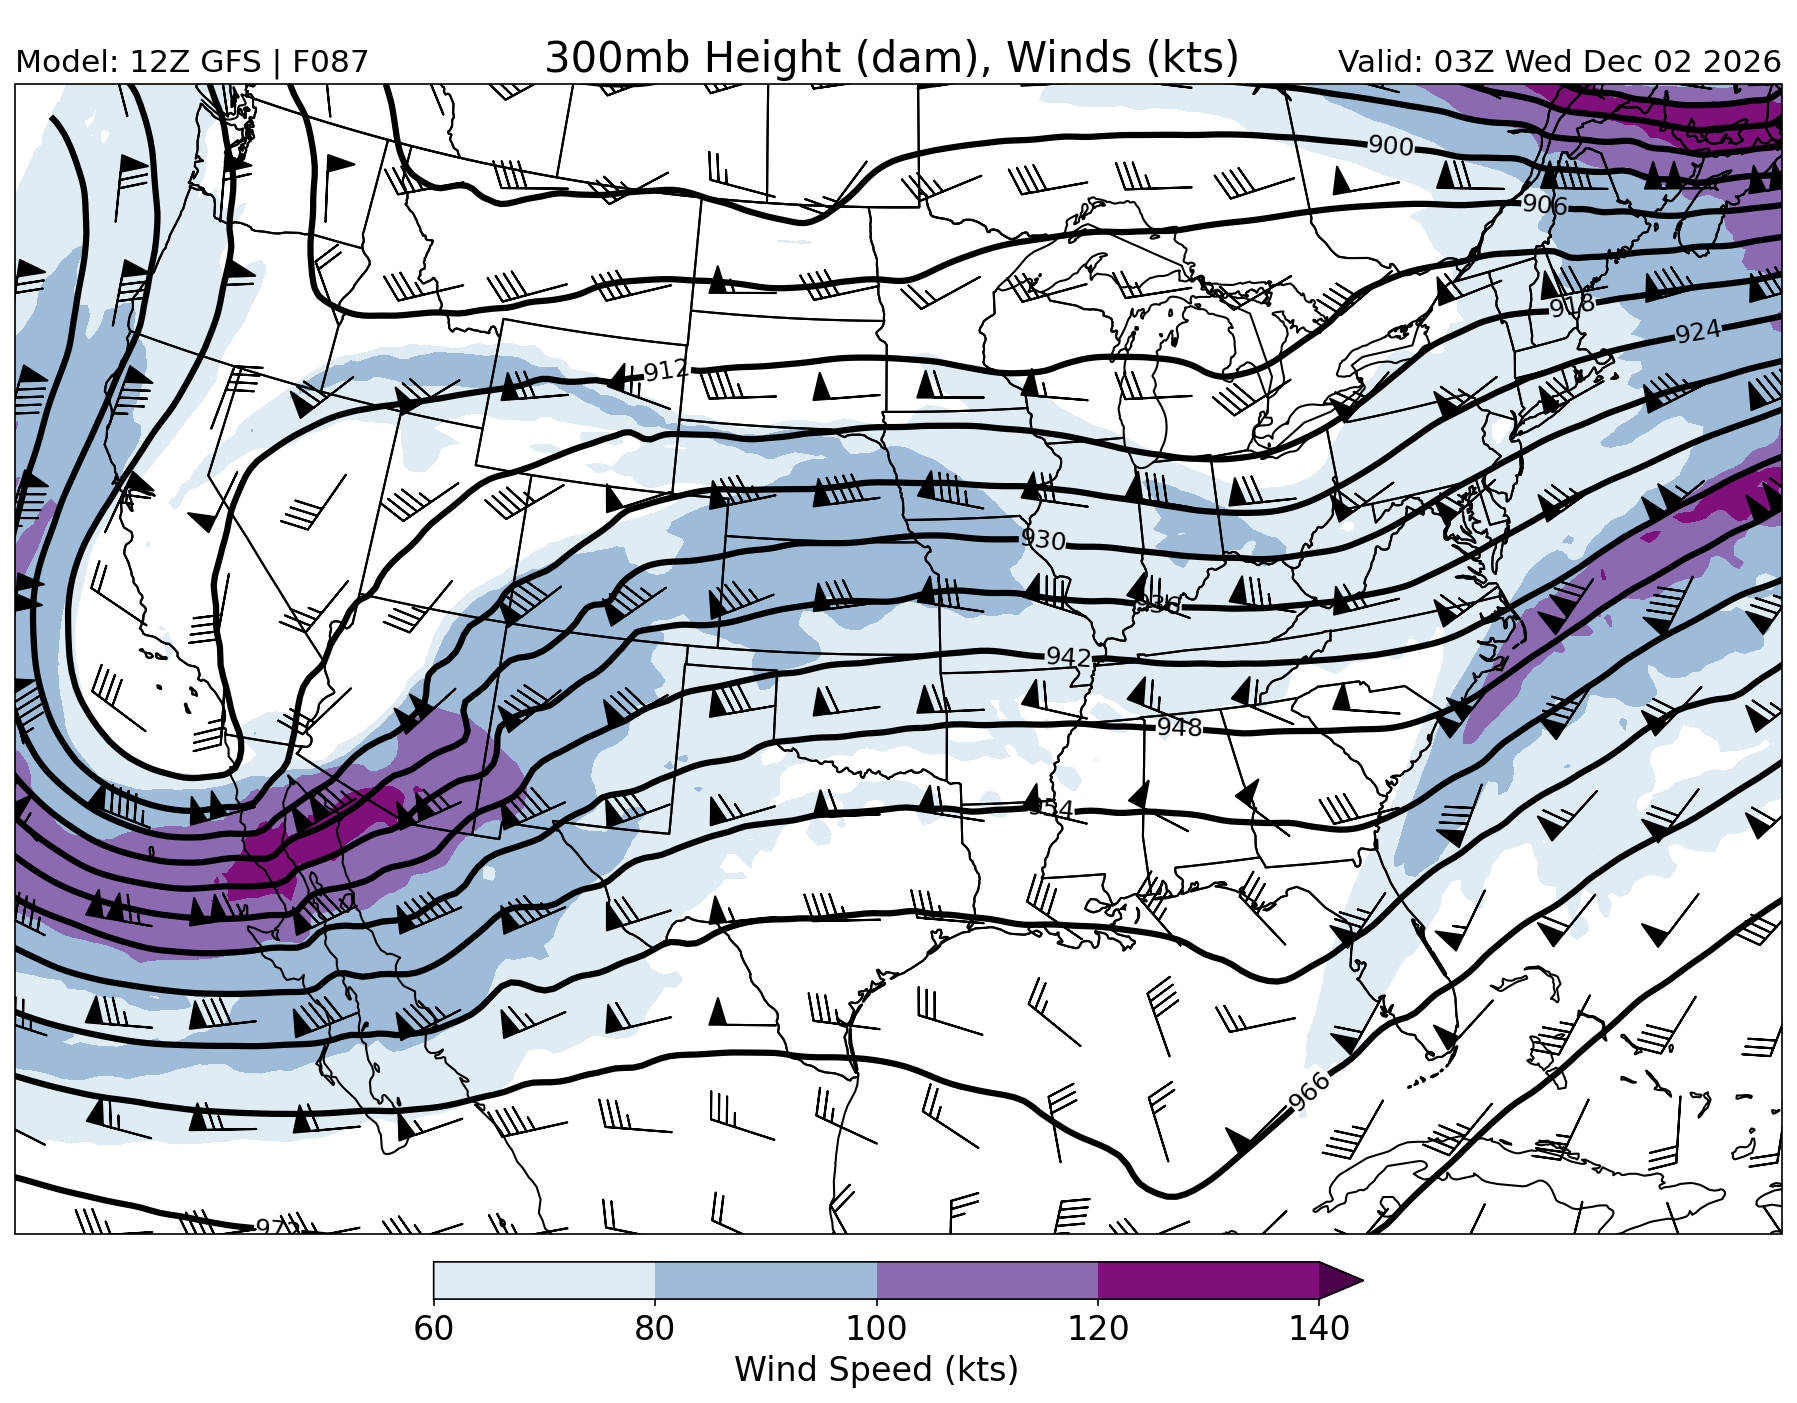 Model: 12Z GFS | F087
300mb Height (dam), Winds (kts)
Valid: 03Z Wed Dec 02 2026
900
906
918
924
912
930
936
942
948
954
966
972
60 80 100 120 140
Wind Speed (kts)